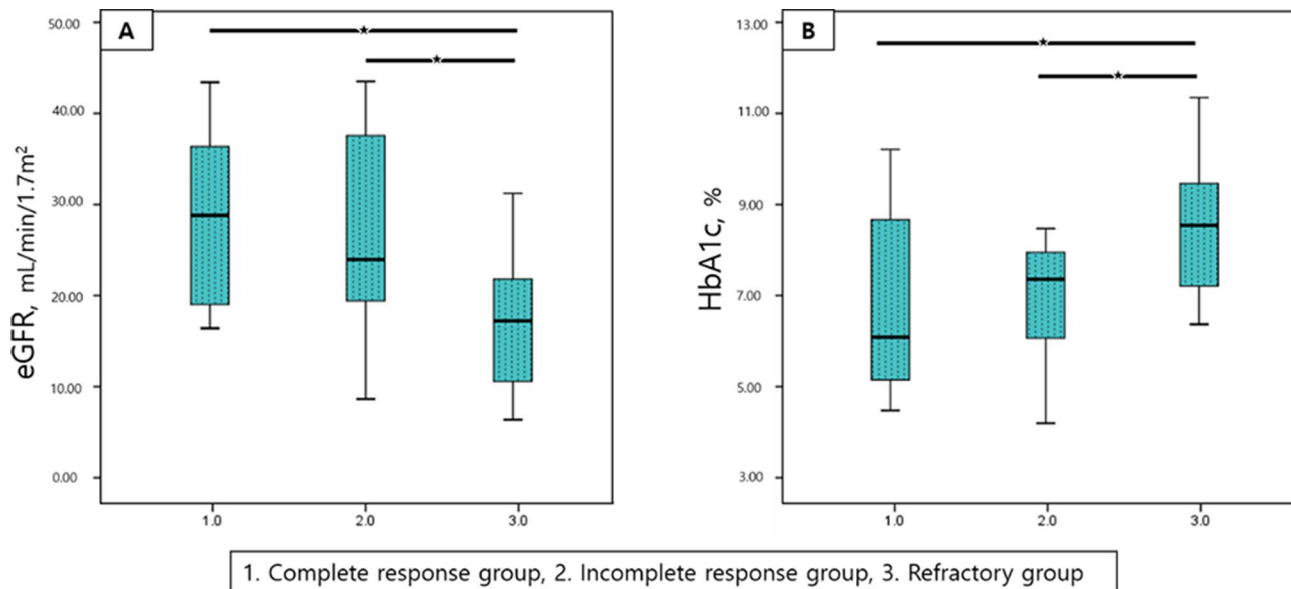 A
50.00
40.00
30.00
20.00
10.00
0.00
eGFR, mL/min/1.7m²
1.0 2.0 3.0
B
13.00
11.00
9.00
7.00
5.00
3.00
HbA1c, %
1.0 2.0 3.0
1. Complete response group, 2. Incomplete response group, 3. Refractory group